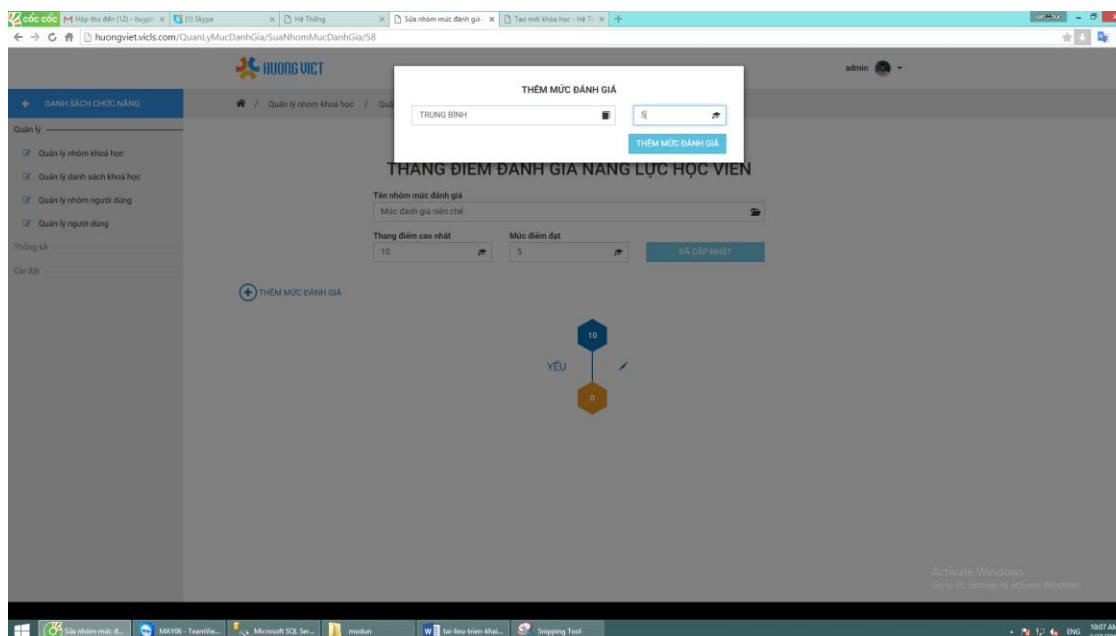 cốc cốc
Hộp thư đến (12) - huyph
(1) Skype
Hệ Thống
Sửa nhóm mức đánh giá
Tạo mới khóa học - Hệ Th
huongviet.vicls.com/QuanLyMucDanhGia/SuaNhomMucDanhGia/58
HUONG VIET
admin
DANH SÁCH CHỨC NĂNG
Quản lý nhóm khoá học / Quả
THÊM MỨC ĐÁNH GIÁ
TRUNG BÌNH
5
THÊM MỨC ĐÁNH GIÁ
Quản lý
Quản lý nhóm khoá học
Quản lý danh sách khoá học
Quản lý nhóm người dùng
Quản lý người dùng
Thống kê
Cài đặt
THANG ĐIỂM ĐÁNH GIÁ NĂNG LỰC HỌC VIÊN
Tên nhóm mức đánh giá
Mức đánh giá niên chế
Thang điểm cao nhất
Mức điểm đạt
10
5
ĐÃ CẬP NHẬT
THÊM MỨC ĐÁNH GIÁ
10
YẾU
0
Activate Windows
Go to PC settings to activate Windows.
Sửa nhóm mức đ...
MAY06 - TeamVie...
Microsoft SQL Ser...
modun
tai-lieu-trien-khai...
Snipping Tool
ENG
10:07 AM